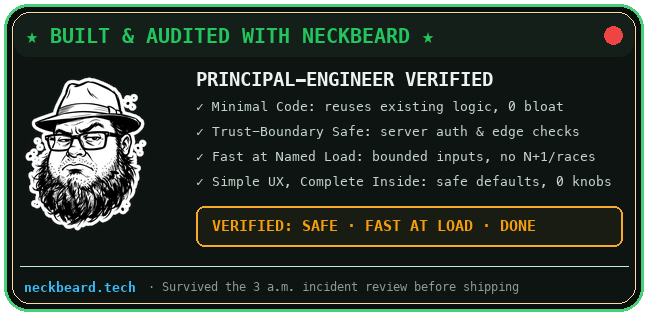 ★ BUILT & AUDITED WITH NECKBEARD ★
PRINCIPAL–ENGINEER VERIFIED
✓ Minimal Code: reuses existing logic, 0 bloat
✓ Trust–Boundary Safe: server auth & edge checks
✓ Fast at Named Load: bounded inputs, no N+1/races
✓ Simple UX, Complete Inside: safe defaults, 0 knobs
VERIFIED: SAFE · FAST AT LOAD · DONE
neckbeard.tech · Survived the 3 a.m. incident review before shipping